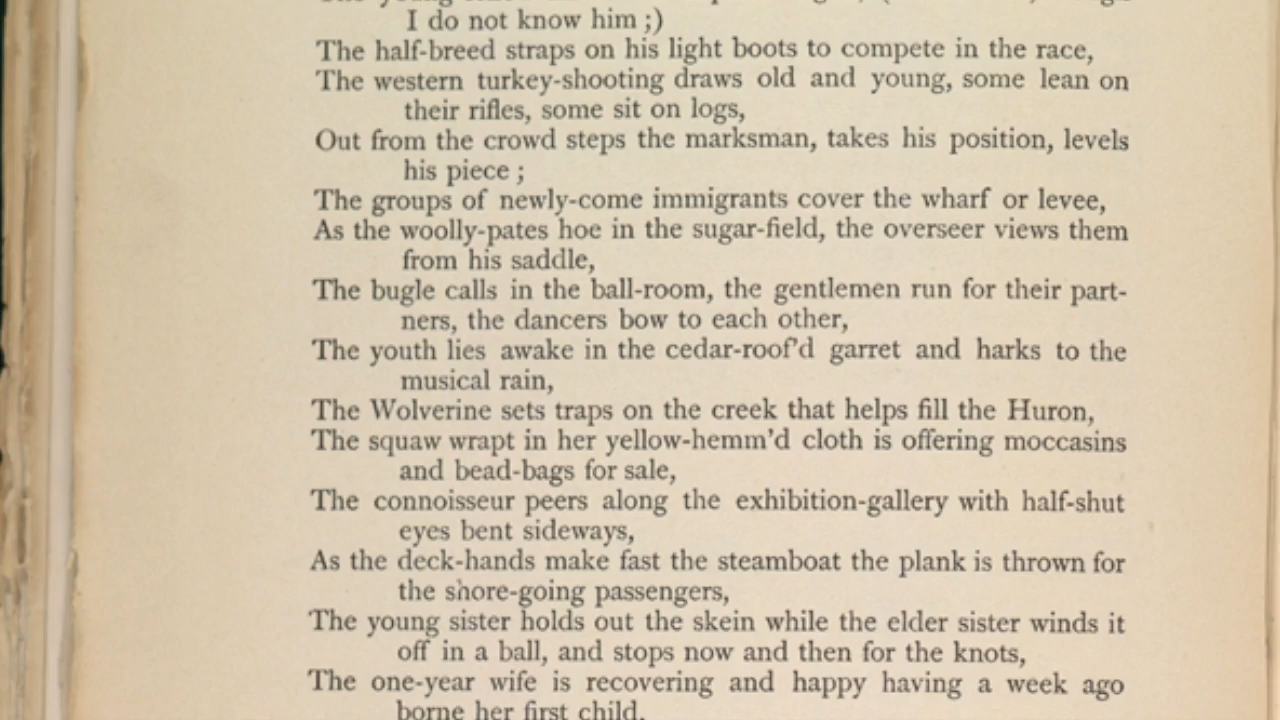 I do not know him ;)
The half-breed straps on his light boots to compete in the race,
The western turkey-shooting draws old and young, some lean on
their rifles, some sit on logs,
Out from the crowd steps the marksman, takes his position, levels
his piece ;
The groups of newly-come immigrants cover the wharf or levee,
As the woolly-pates hoe in the sugar-field, the overseer views them
from his saddle,
The bugle calls in the ball-room, the gentlemen run for their part-
ners, the dancers bow to each other,
The youth lies awake in the cedar-roof'd garret and harks to the
musical rain,
The Wolverine sets traps on the creek that helps fill the Huron,
The squaw wrapt in her yellow-hemm'd cloth is offering moccasins
and bead-bags for sale,
The connoisseur peers along the exhibition-gallery with half-shut
eyes bent sideways,
As the deck-hands make fast the steamboat the plank is thrown for
the shore-going passengers,
The young sister holds out the skein while the elder sister winds it
off in a ball, and stops now and then for the knots,
The one-year wife is recovering and happy having a week ago
borne her first child,